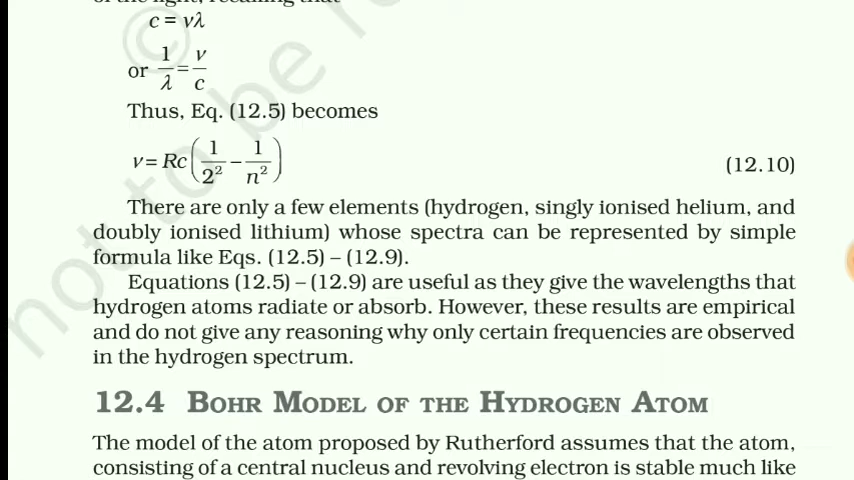 c = νλ
or 1/λ = ν/c
Thus, Eq. (12.5) becomes
ν = Rc(1/2² − 1/n²) (12.10)
There are only a few elements (hydrogen, singly ionised helium, and
doubly ionised lithium) whose spectra can be represented by simple
formula like Eqs. (12.5) – (12.9).
Equations (12.5) – (12.9) are useful as they give the wavelengths that
hydrogen atoms radiate or absorb. However, these results are empirical
and do not give any reasoning why only certain frequencies are observed
in the hydrogen spectrum.
12.4 BOHR MODEL OF THE HYDROGEN ATOM
The model of the atom proposed by Rutherford assumes that the atom,
consisting of a central nucleus and revolving electron is stable much like
© not to be